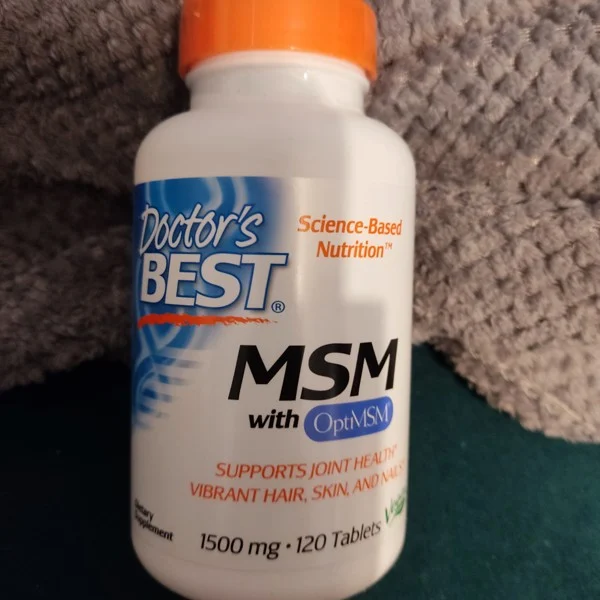 Doctor's
BEST®
Science-Based
Nutrition™
MSM
with OptiMSM®
SUPPORTS JOINT HEALTH*
VIBRANT HAIR, SKIN, AND NAILS*
Dietary
Supplement
1500 mg • 120 Tablets